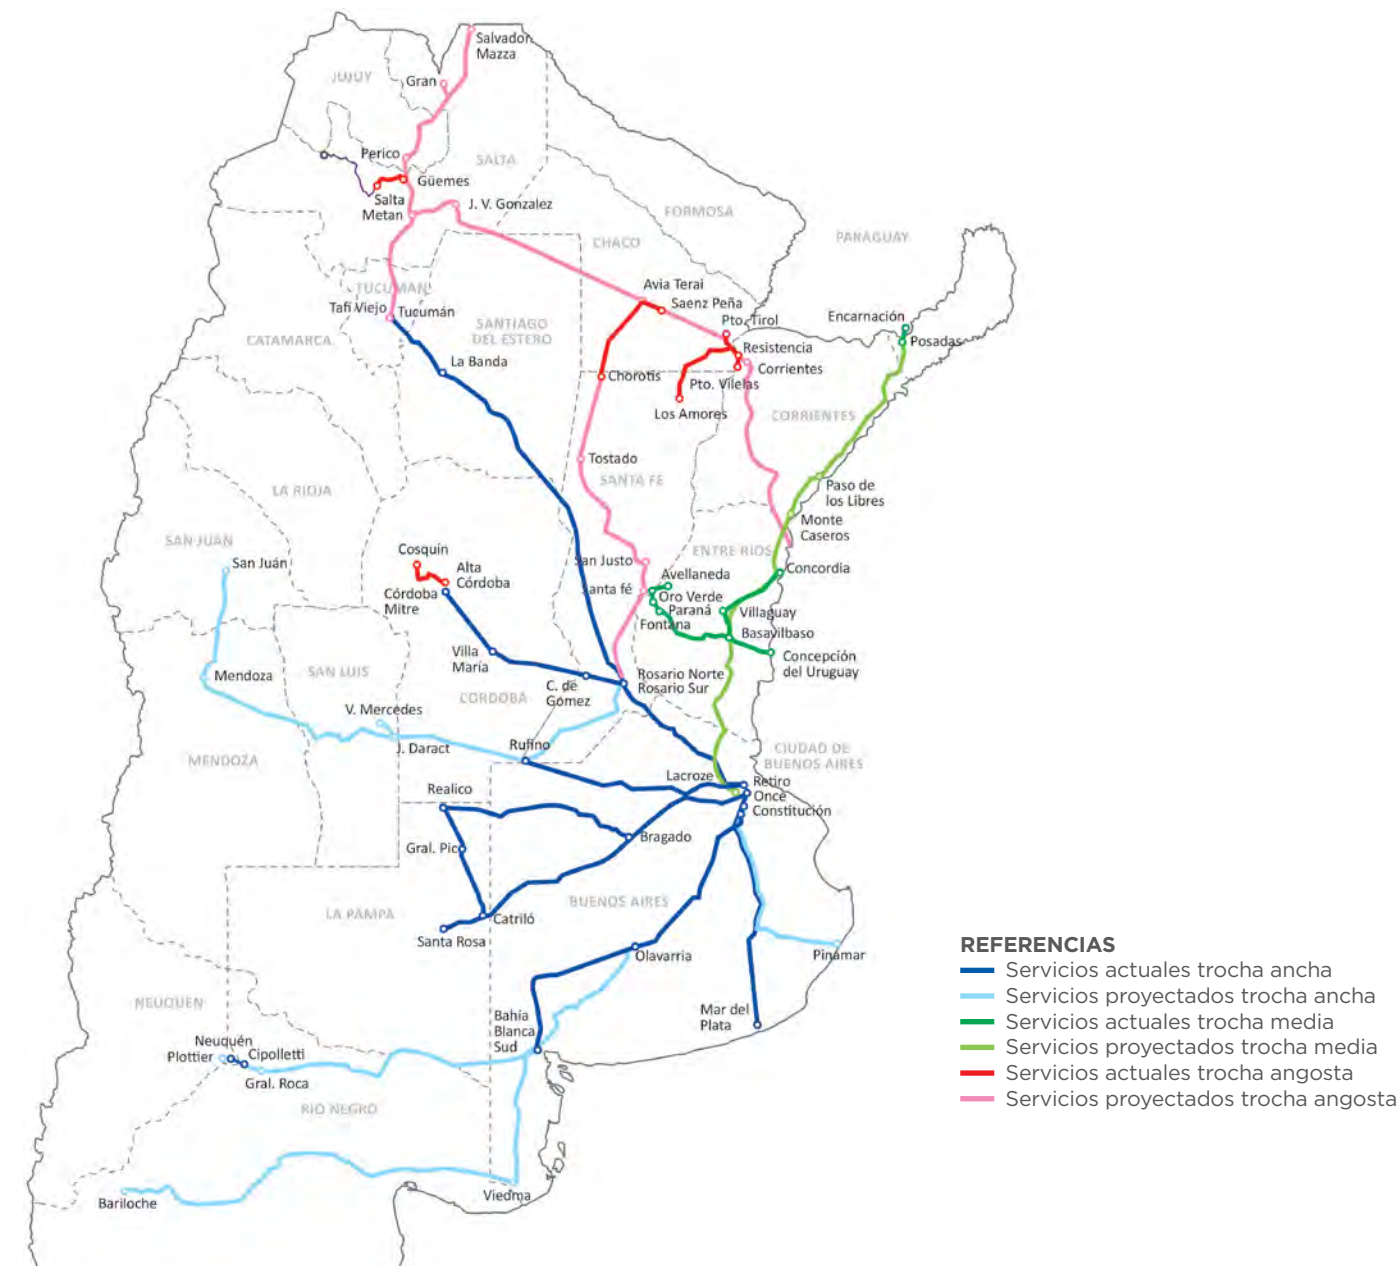 Salvador
Mazza
JUJUY
Gran
Perico
SALTA
Güemes
Salta
Metan
J. V. Gonzalez
FORMOSA
PARAGUAY
CHACO
Avia Terai
TUCUMAN
Saenz Peña
Tafi Viejo
Tucumán
Pto. Tirol
Encarnación
SANTIAGO
DEL ESTERO
CATAMARCA
Posadas
Resistencia
La Banda
Corrientes
Chorotis
Pto. Vilelas
Los Amores
CORRIENTES
Tostado
SANTA FE
Paso de
los Libres
LA RIOJA
Monte
Caseros
SAN JUAN
Cosquín
ENTRE RIOS
San Juán
San Justo
Alta
Córdoba
Avellaneda
Concordia
Córdoba
Mitre
Santa fé
Oro Verde
Paraná
Villaguay
Fontana
Basavilbaso
Villa
María
Concepción
del Uruguay
SAN LUIS
Mendoza
Rosario Norte
Rosario Sur
C. de
Gómez
CORDOBA
V. Mercedes
J. Daract
Rufino
CIUDAD DE
BUENOS AIRES
MENDOZA
Lacroze
Retiro
Once
Constitución
Realico
Bragado
Gral. Pico
BUENOS AIRES
LA PAMPA
Catriló
Santa Rosa
Olavarria
Pinamar
REFERENCIAS
Servicios actuales trocha ancha
Servicios proyectados trocha ancha
Servicios actuales trocha media
Servicios proyectados trocha media
Servicios actuales trocha angosta
Servicios proyectados trocha angosta
NEUQUEN
Mar del
Plata
Bahía
Blanca
Sud
Neuquén
Plottier
Cipolletti
Gral. Roca
RIO NEGRO
Viedma
Bariloche